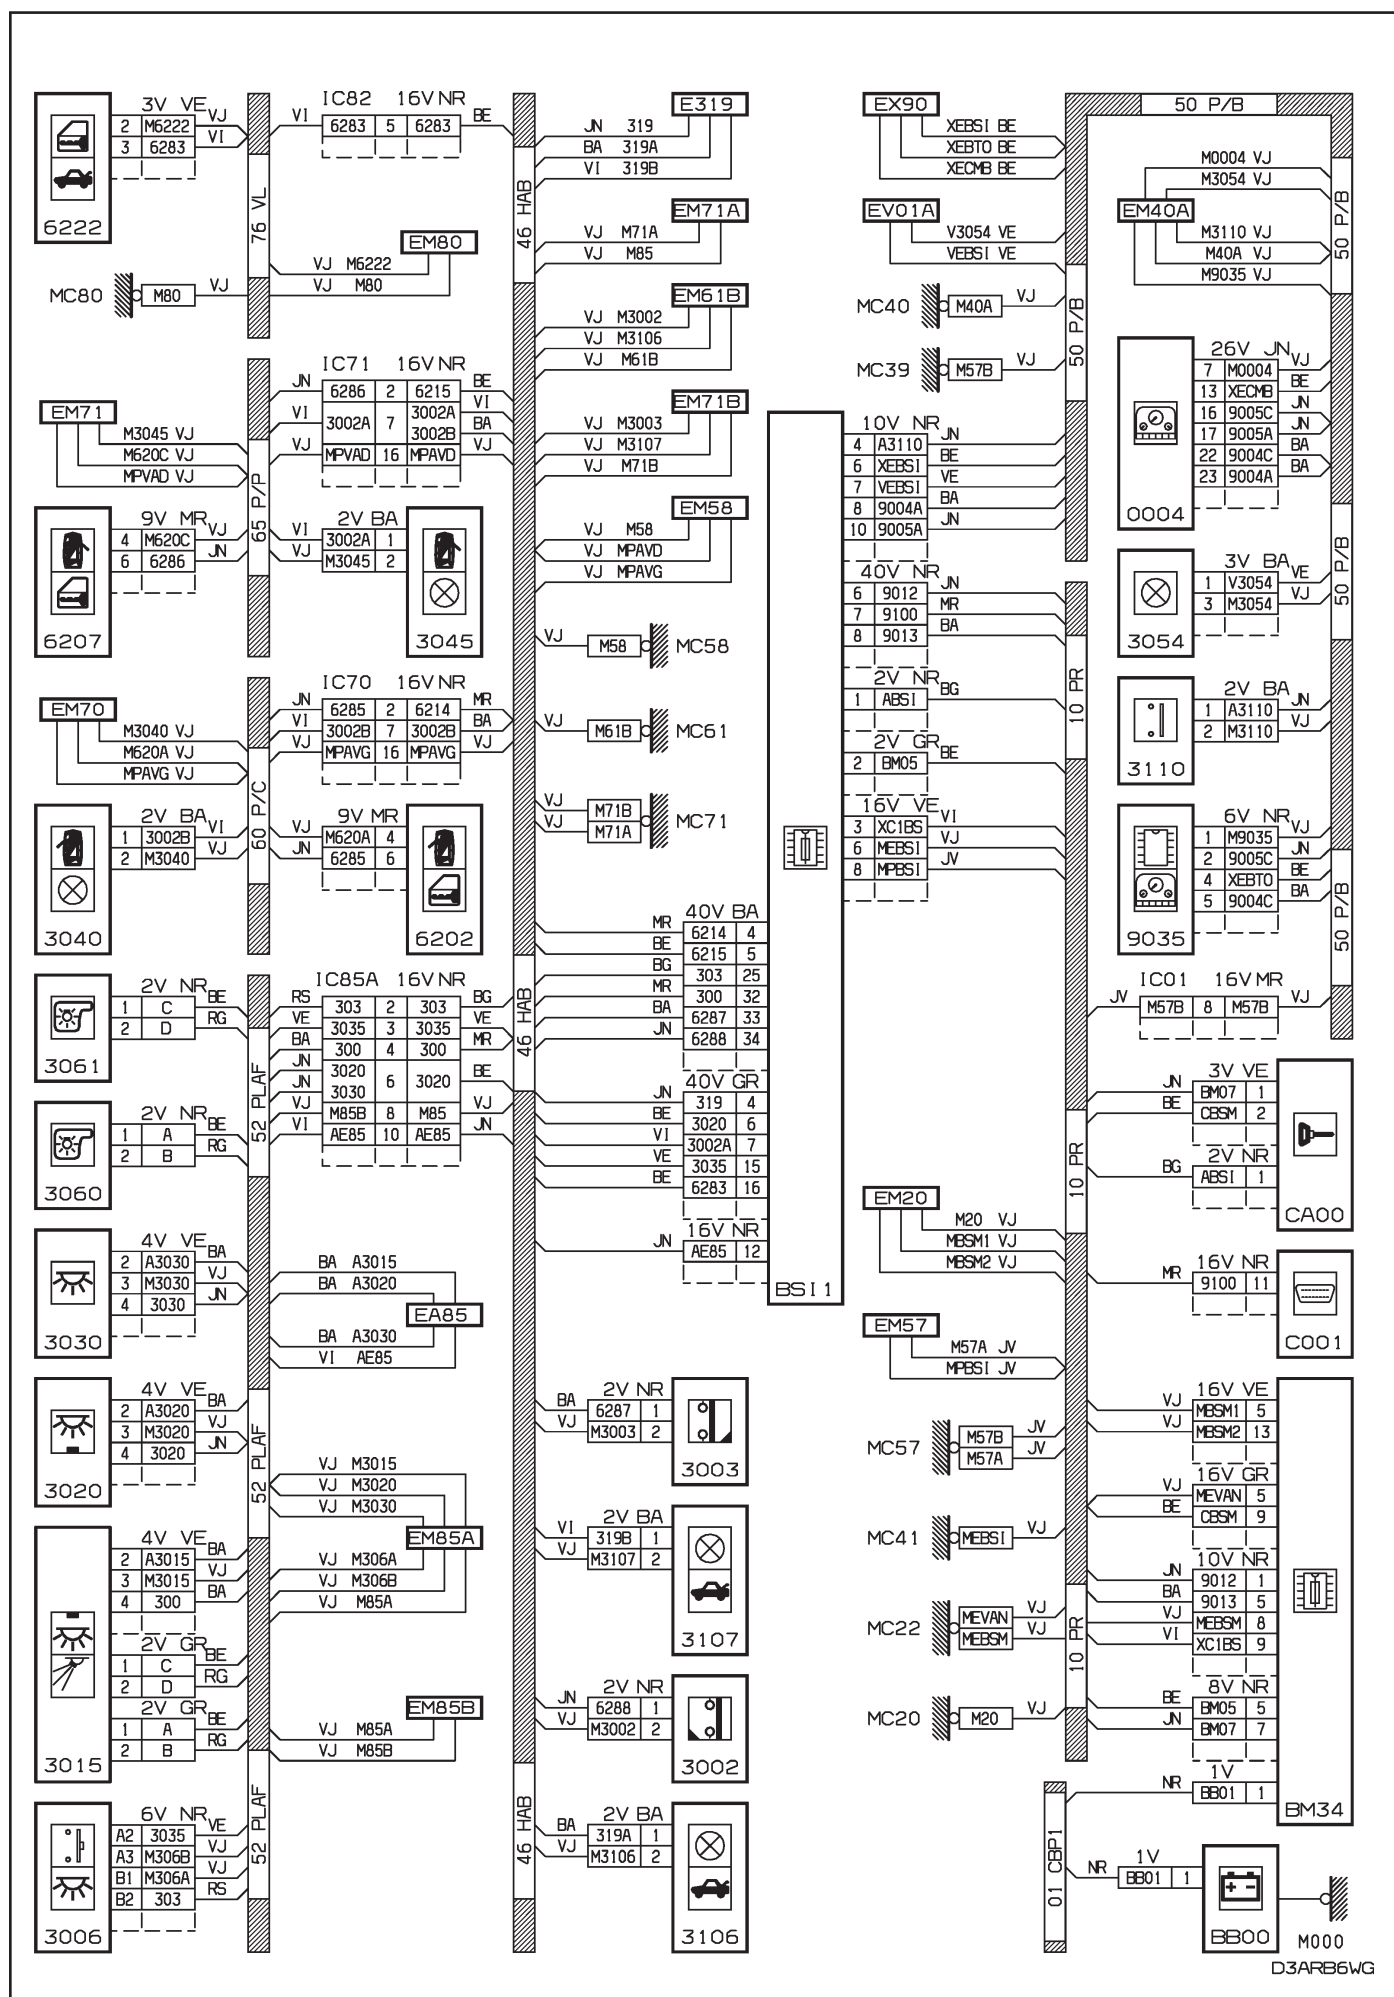 3V VE
2 M6222 VJ
3 6283 VI
6222
76 VL
VI
IC82 16V NR
6283 5 6283
BE
EM80
VJ M6222
VJ M80
MC80
M80
VJ
IC71 16V NR
JN 6286 2 6215 BE
VI 3002A 7 3002A VI
3002B BA
VJ MPVAD 16 MPAVD VJ
EM71
M3045 VJ
M620C VJ
MPVAD VJ
65 P/P
9V MR
4 M620C VJ
6 6286 JN
6207
2V BA
VI 3002A 1
VJ M3045 2
3045
IC70 16V NR
JN 6285 2 6214 MR
VI 3002B 7 3002B BA
VJ MPAVG 16 MPAVG VJ
EM70
M3040 VJ
M620A VJ
MPAVG VJ
60 P/C
2V BA
1 3002B VI
2 M3040 VJ
3040
9V MR
VJ M620A 4
JN 6285 6
6202
2V NR
1 C BE
2 D RG
3061
IC85A 16V NR
RS 303 2 303 BG
VE 3035 3 3035 VE
BA 300 4 300 MR
JN 3020 6 3020 BE
JN 3030
VJ M85B 8 M85 VJ
VI AE85 10 AE85 JN
52 PLAF
2V NR
1 A BE
2 B RG
3060
4V VE
2 A3030 BA
3 M3030 VJ
4 3030 JN
3030
BA A3015
BA A3020
EA85
BA A3030
VI AE85
4V VE
2 A3020 BA
3 M3020 VJ
4 3020 JN
3020
52 PLAF
VJ M3015
VJ M3020
VJ M3030
EM85A
VJ M306A
VJ M306B
VJ M85A
4V VE
2 A3015 BA
3 M3015 VJ
4 300 BA
2V GR
1 C BE
2 D RG
2V GR
1 A BE
2 B RG
3015
EM85B
VJ M85A
VJ M85B
6V NR
A2 3035 VE
A3 M306B VJ
B1 M306A VJ
B2 303 RS
3006
52 PLAF
46 HAB
E319
JN 319
BA 319A
VI 319B
EM71A
VJ M71A
VJ M85
EM61B
VJ M3002
VJ M3106
VJ M61B
EM71B
VJ M3003
VJ M3107
VJ M71B
EM58
VJ M58
VJ MPAVD
VJ MPAVG
VJ M58 MC58
VJ M61B MC61
VJ M71B
VJ M71A
MC71
46 HAB
40V BA
MR 6214 4
BE 6215 5
BG 303 25
MR 300 32
BA 6287 33
JN 6288 34
40V GR
JN 319 4
BE 3020 6
VI 3002A 7
VE 3035 15
BE 6283 16
16V NR
JN AE85 12
BSI1
2V NR
BA 6287 1
VJ M3003 2
3003
2V BA
VI 319B 1
VJ M3107 2
3107
2V NR
JN 6288 1
VJ M3002 2
3002
46 HAB
2V BA
BA 319A 1
VJ M3106 2
3106
EX90
XEBSI BE
XEBTO BE
XECMB BE
EV01A
V3054 VE
VEBSI VE
MC40 M40A VJ
MC39 M57B VJ
50 P/B
10V NR
4 A3110 JN
6 XEBSI BE
7 VEBSI VE
8 9004A BA
10 9005A JN
40V NR
6 9012 JN
7 9100 MR
8 9013 BA
2V NR
1 ABSI BG
2V GR
2 BM05 BE
16V VE
3 XC1BS VI
6 MEBSI VJ
8 MPBSI JV
10 PR
EM20
M20 VJ
MBSM1 VJ
MBSM2 VJ
EM57
M57A JV
MPBSI JV
MC57
M57B JV
M57A JV
MC41 MEBSI VJ
MC22
MEVAN VJ
MEBSM VJ
MC20 M20 VJ
10 PR
10 PR
50 P/B
M0004 VJ
M3054 VJ
EM40A
M3110 VJ
M40A VJ
M9035 VJ
50 P/B
26V JN
7 M0004 VJ
13 XECMB BE
16 9005C JN
17 9005A JN
22 9004C BA
23 9004A BA
0004
50 P/B
3V BA
1 V3054 VE
3 M3054 VJ
3054
2V BA
1 A3110 JN
2 M3110 VJ
3110
6V NR
1 M9035 VJ
2 9005C JN
4 XEBTO BE
5 9004C BA
9035
50 P/B
IC01 16V MR
JV M57B 8 M57B VJ
3V VE
JN BM07 1
BE CBSM 2
2V NR
BG ABSI 1
CA00
16V NR
MR 9100 11
C001
16V VE
VJ MBSM1 5
VJ MBSM2 13
16V GR
VJ MEVAN 5
BE CBSM 9
10V NR
JN 9012 1
BA 9013 5
VJ MEBSM 8
VI XC1BS 9
8V NR
BE BM05 5
JN BM07 7
1V
NR BB01 1
BM34
01 CBP1
1V
NR BB01 1
BB00
M000
D3ARB6WG